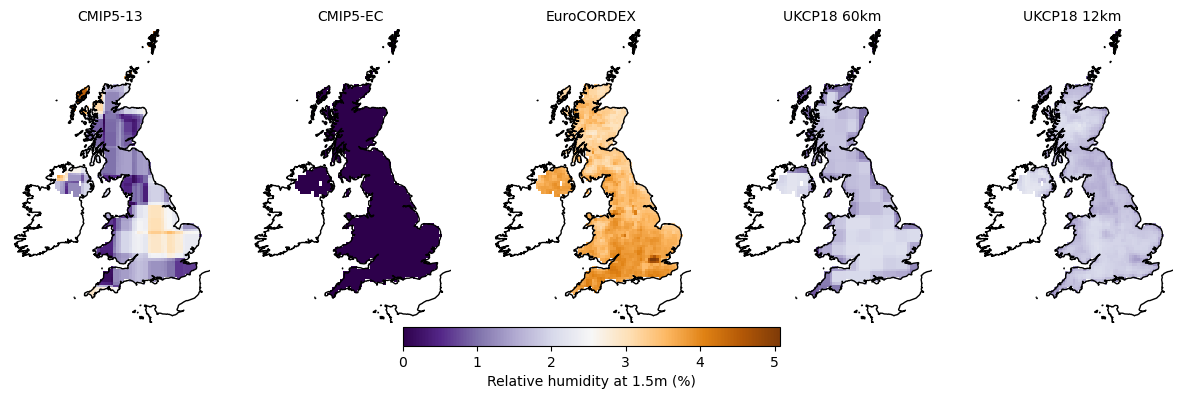 CMIP5-13 CMIP5-EC EuroCORDEX UKCP18 60km UKCP18 12km
0 1 2 3 4 5
Relative humidity at 1.5m (%)